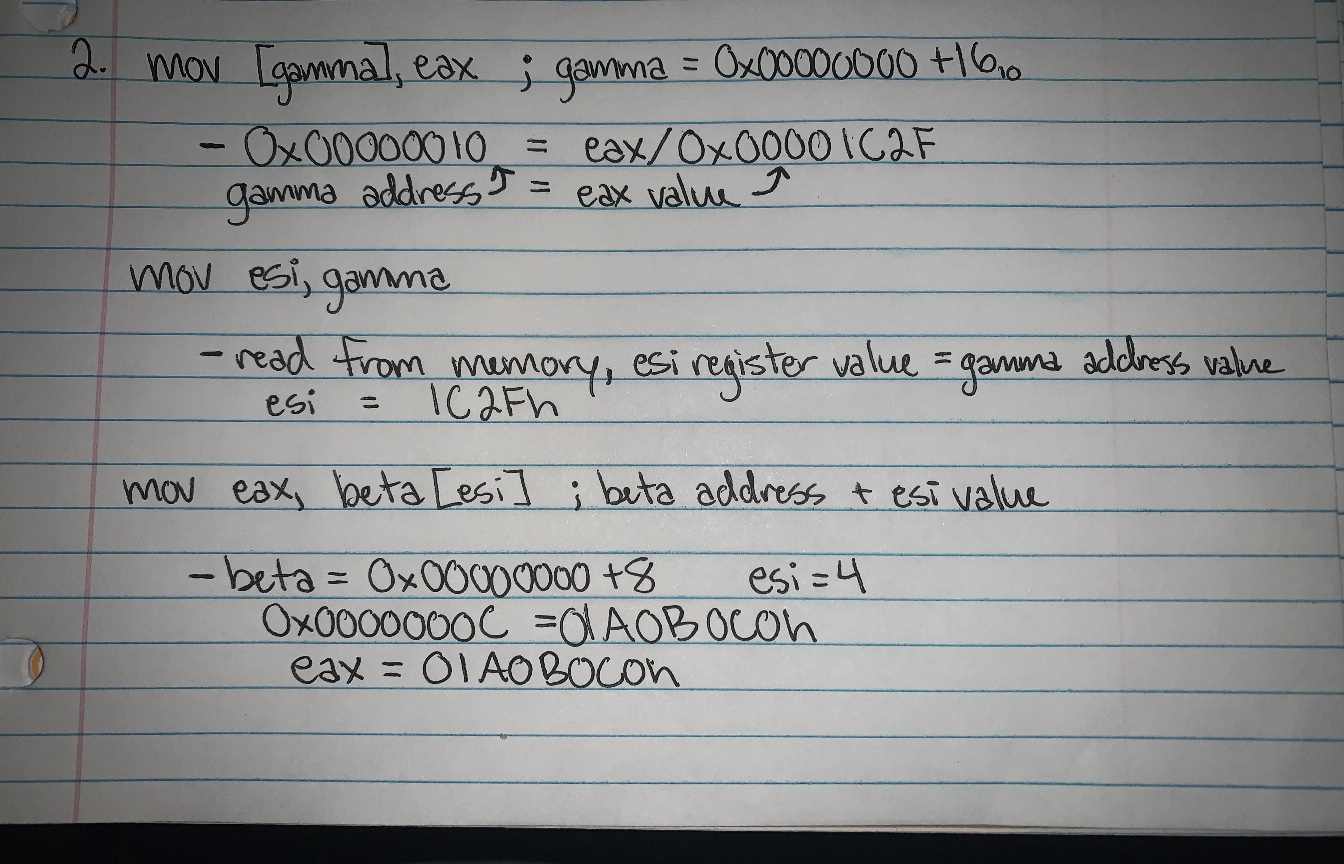 2. mov [gamma], eax ; gamma = 0x00000000 +16₁₀
- 0x00000010 = eax/0x00001C2F
gamma address ↑ = eax value ↑
mov esi, gamma
- read from memory, esi register value = gamma address value
esi = 1C2Fh
mov eax, beta [esi] ; beta address + esi value
- beta = 0x00000000 +8 esi = 4
0x0000000C = 01A0B0C0h
eax = 01A0B0C0h